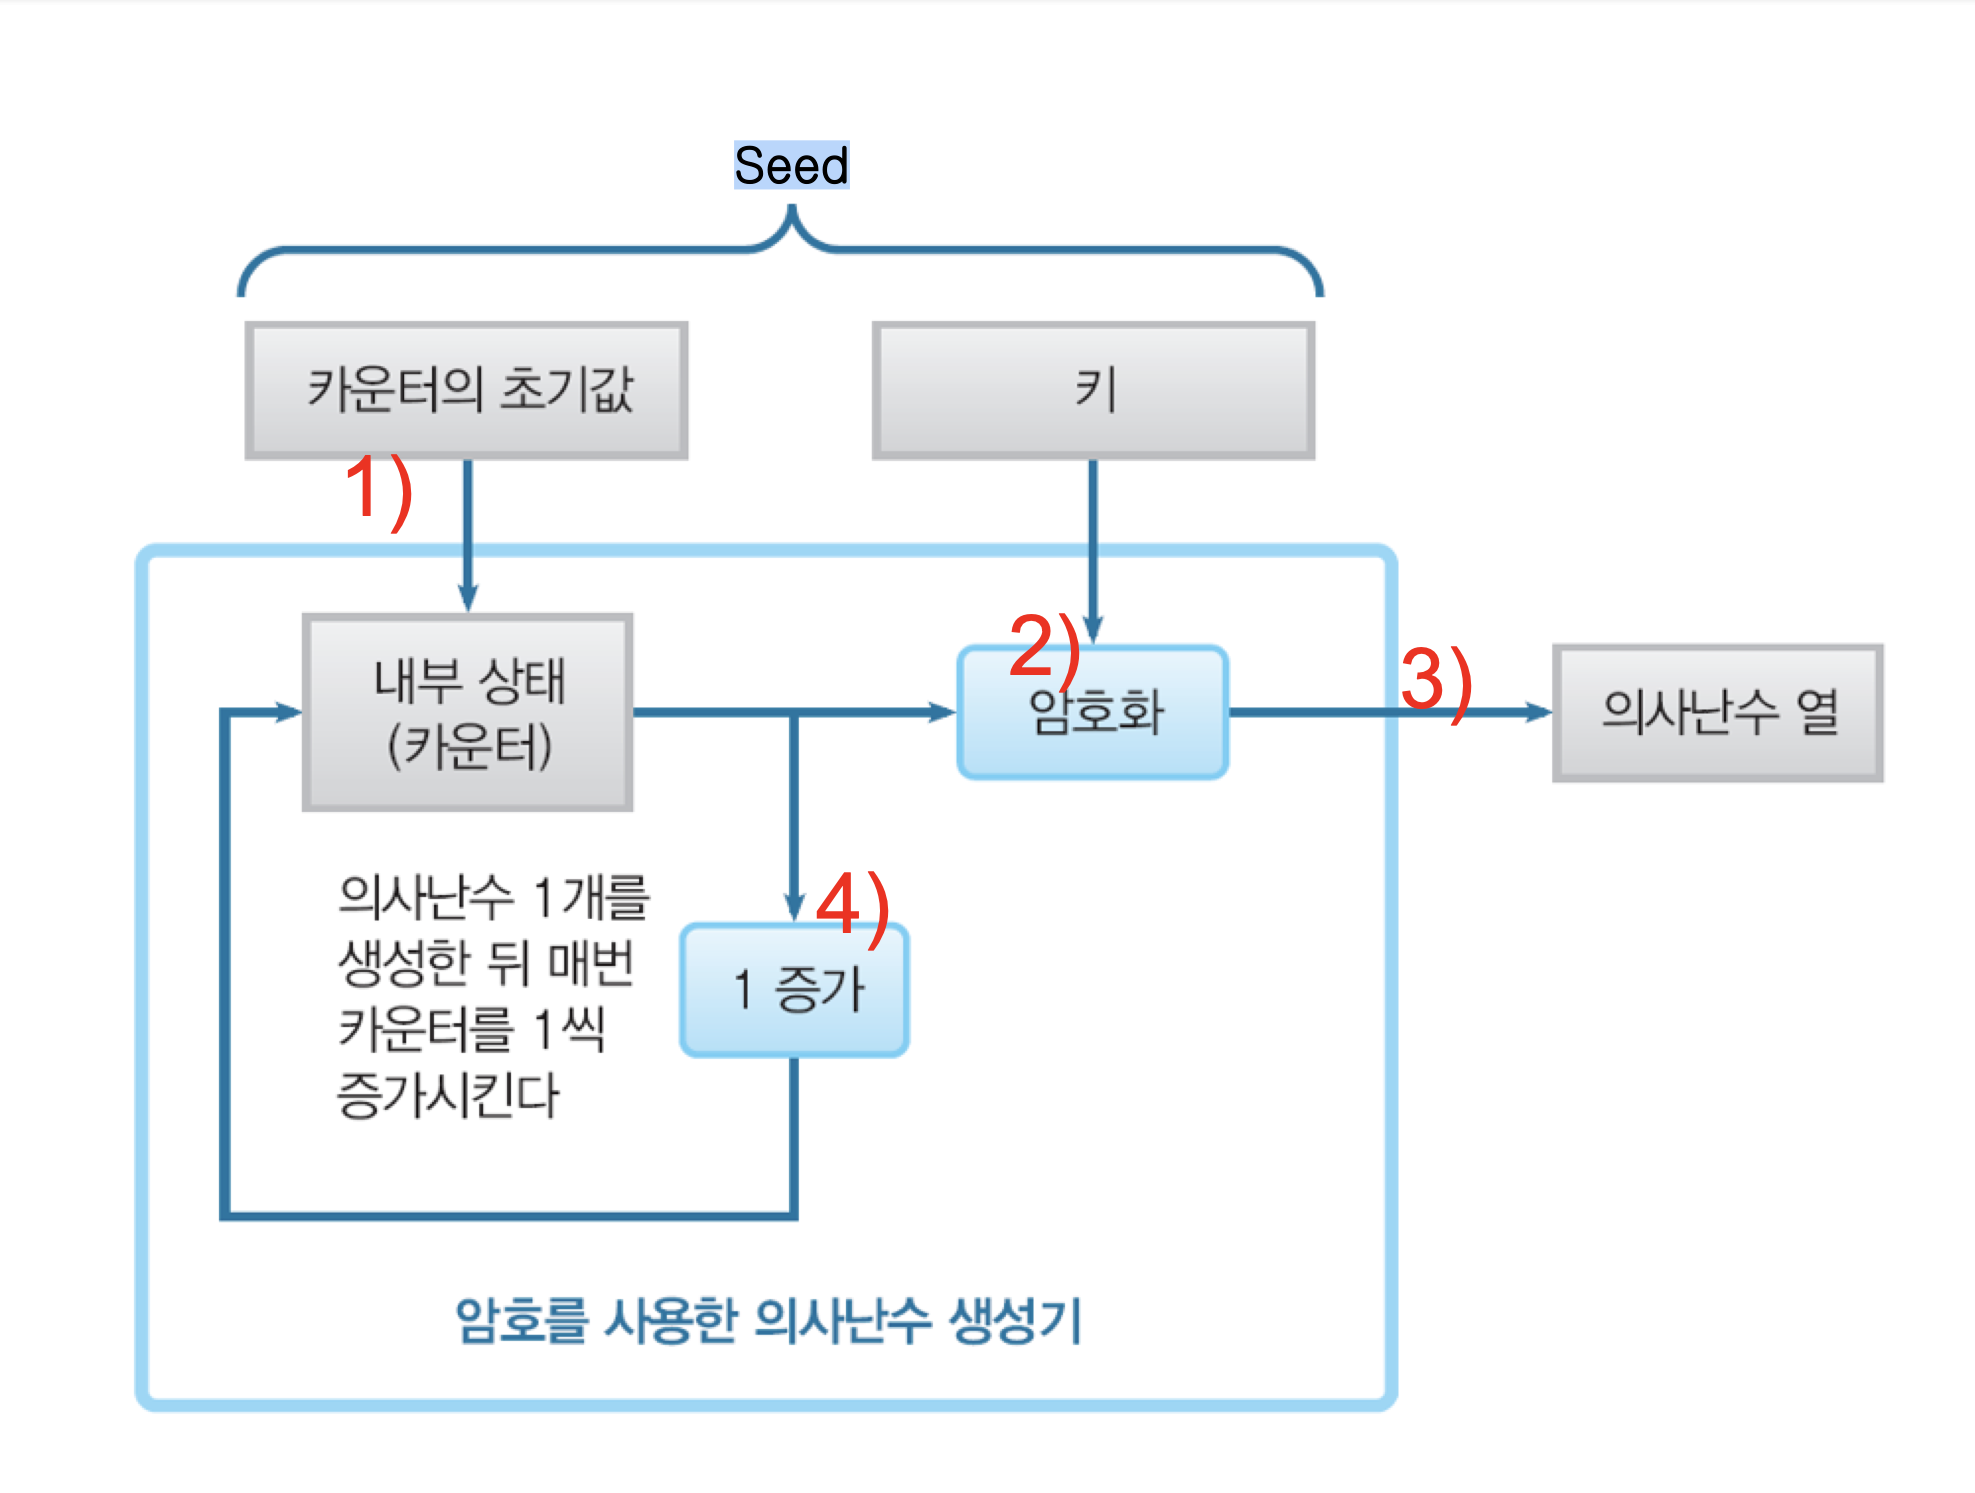 Seed
카운터의 초기값
키
1)
내부 상태
(카운터)
2)
암호화
3)
의사난수 열
의사난수 1개를
생성한 뒤 매번
카운터를 1씩
증가시킨다
4)
1 증가
암호를 사용한 의사난수 생성기